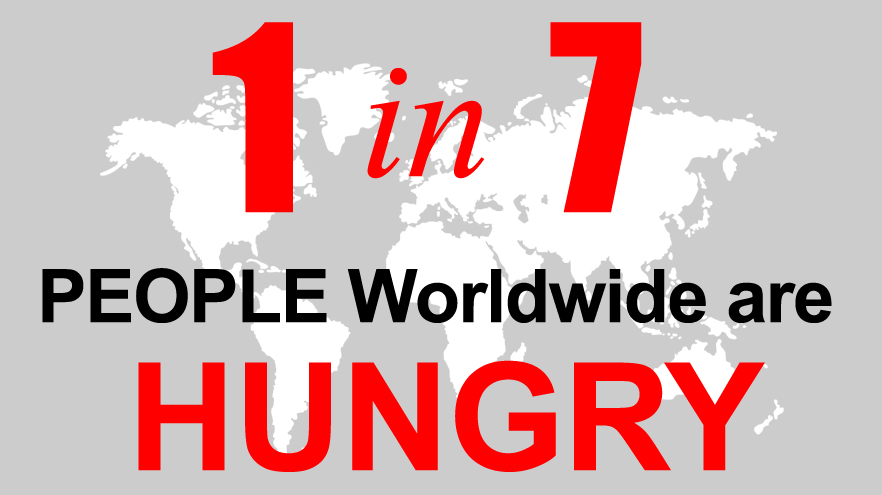 1 in 7
PEOPLE Worldwide are
HUNGRY